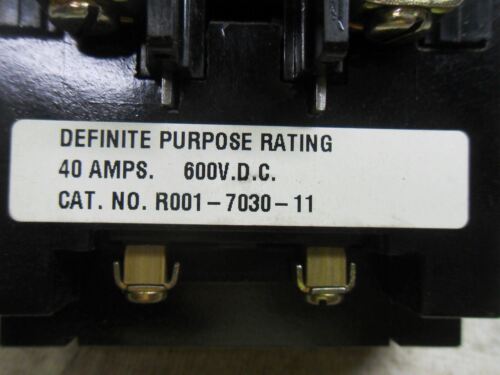 DEFINITE PURPOSE RATING
40 AMPS. 600V.D.C.
CAT. NO. R001-7030-11